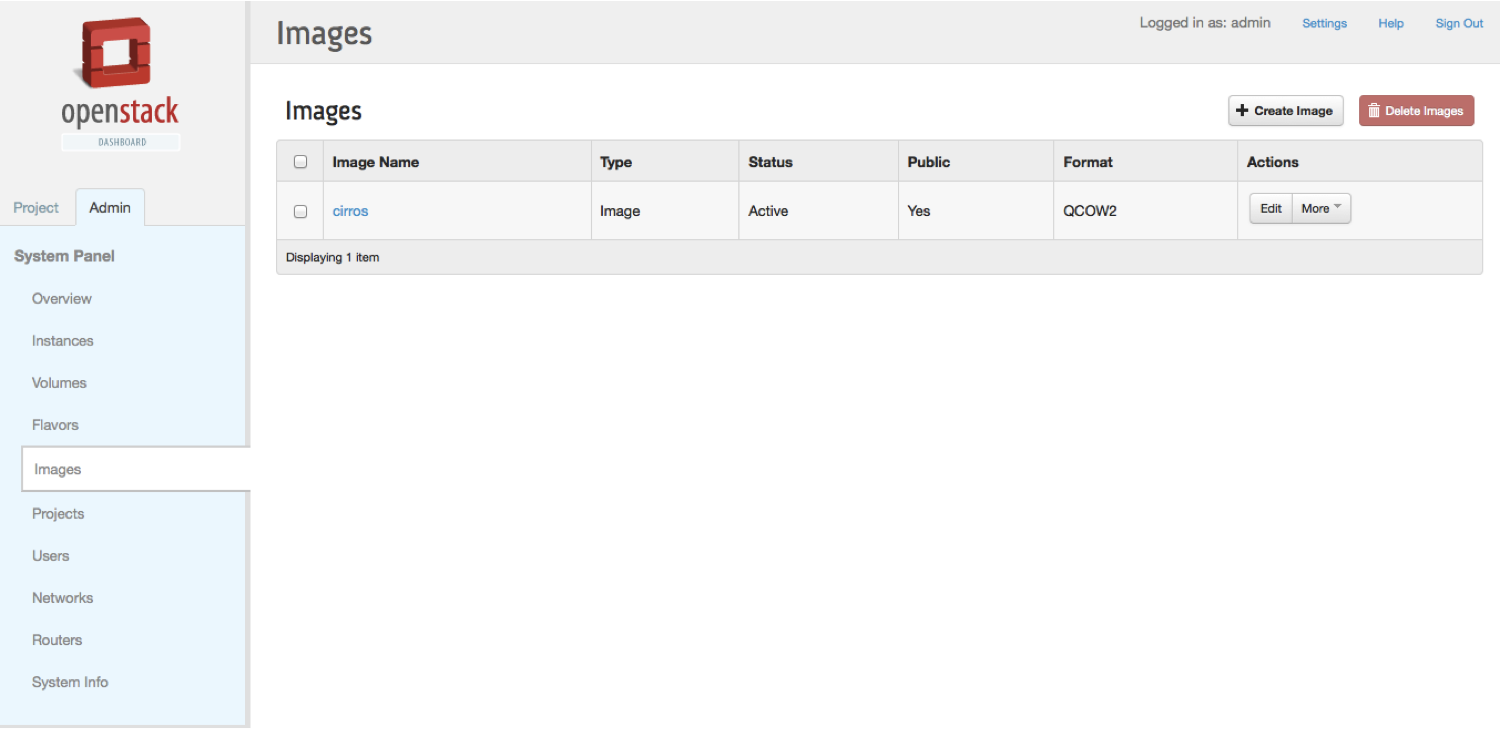 openstack
DASHBOARD
Project Admin
System Panel
Overview
Instances
Volumes
Flavors
Images
Projects
Users
Networks
Routers
System Info
Images
Logged in as: admin Settings Help Sign Out
Images
Create Image Delete Images
Image Name Type Status Public Format Actions
cirros Image Active Yes QCOW2 Edit More
Displaying 1 item